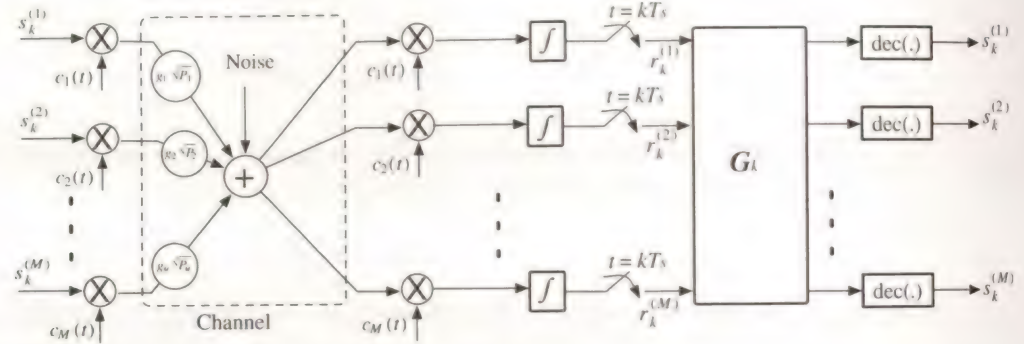 s_k^{(1)}
c_1(t)
g_1 √P_1
Noise
c_1(t)
∫
t = kT_s
r_k^{(1)}
dec(.)
s_k^{(1)}
s_k^{(2)}
c_2(t)
g_2 √P_2
+
c_2(t)
∫
t = kT_s
r_k^{(2)}
G_k
dec(.)
s_k^{(2)}
s_k^{(M)}
c_M(t)
g_M √P_M
Channel
c_M(t)
∫
t = kT_s
r_k^{(M)}
dec(.)
s_k^{(M)}